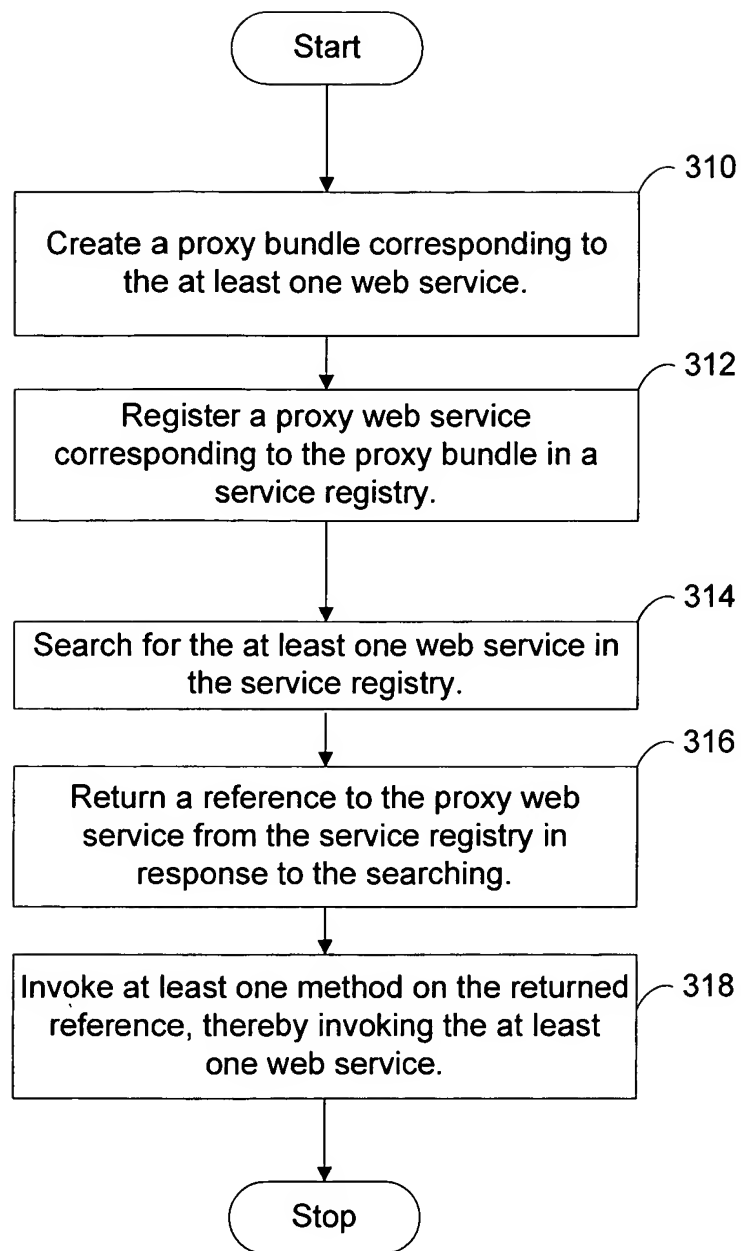 Start
310
Create a proxy bundle corresponding to
the at least one web service.
312
Register a proxy web service
corresponding to the proxy bundle in a
service registry.
314
Search for the at least one web service in
the service registry.
316
Return a reference to the proxy web
service from the service registry in
response to the searching.
318
Invoke at least one method on the returned
reference, thereby invoking the at least
one web service.
Stop